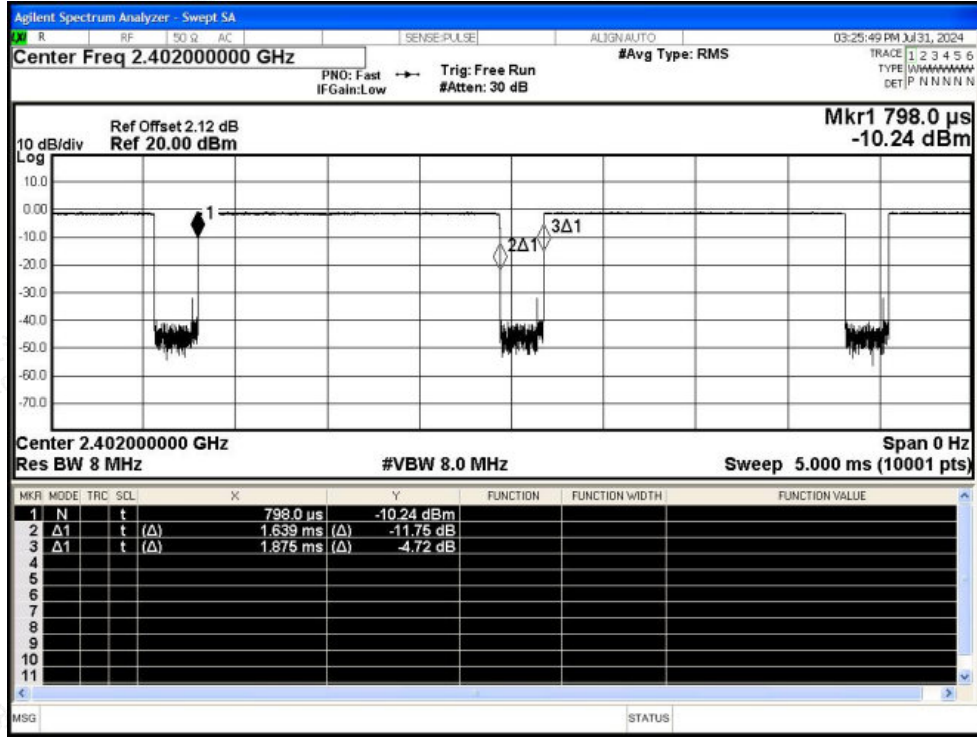 Agilent Spectrum Analyzer - Swept SA
LXI R RF 50 Ω AC SENSE:PULSE ALIGN AUTO 03:25:49 PM Jul 31, 2024
Center Freq 2.402000000 GHz #Avg Type: RMS TRACE 1 2 3 4 5 6
PNO: Fast Trig: Free Run TYPE WWWWWW
IFGain:Low #Atten: 30 dB DET P N N N N N
Mkr1 798.0 µs
Ref Offset 2.12 dB
10 dB/div Ref 20.00 dBm -10.24 dBm
Log
10.0
0.00
1
-10.0
2Δ1 3Δ1
-20.0
-30.0
-40.0
-50.0
-60.0
-70.0
Center 2.402000000 GHz Span 0 Hz
Res BW 8 MHz #VBW 8.0 MHz Sweep 5.000 ms (10001 pts)
MKR MODE TRC SCL X Y FUNCTION FUNCTION WIDTH FUNCTION VALUE
1 N t 798.0 µs -10.24 dBm
2 Δ1 t (Δ) 1.639 ms (Δ) -11.75 dB
3 Δ1 t (Δ) 1.875 ms (Δ) -4.72 dB
4
5
6
7
8
9
10
11
MSG STATUS